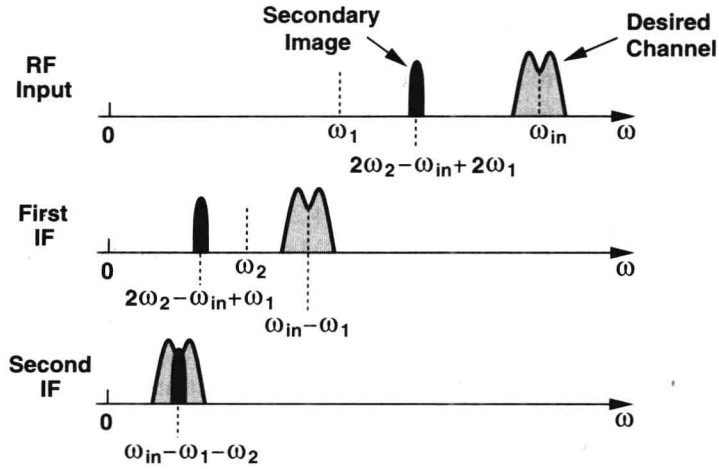 Secondary
Image
Desired
Channel
RF
Input
0
ω1
ωin
ω
2ω2−ωin+2ω1
First
IF
0
ω2
ω
2ω2−ωin+ω1
ωin−ω1
Second
IF
0
ω
ωin−ω1−ω2